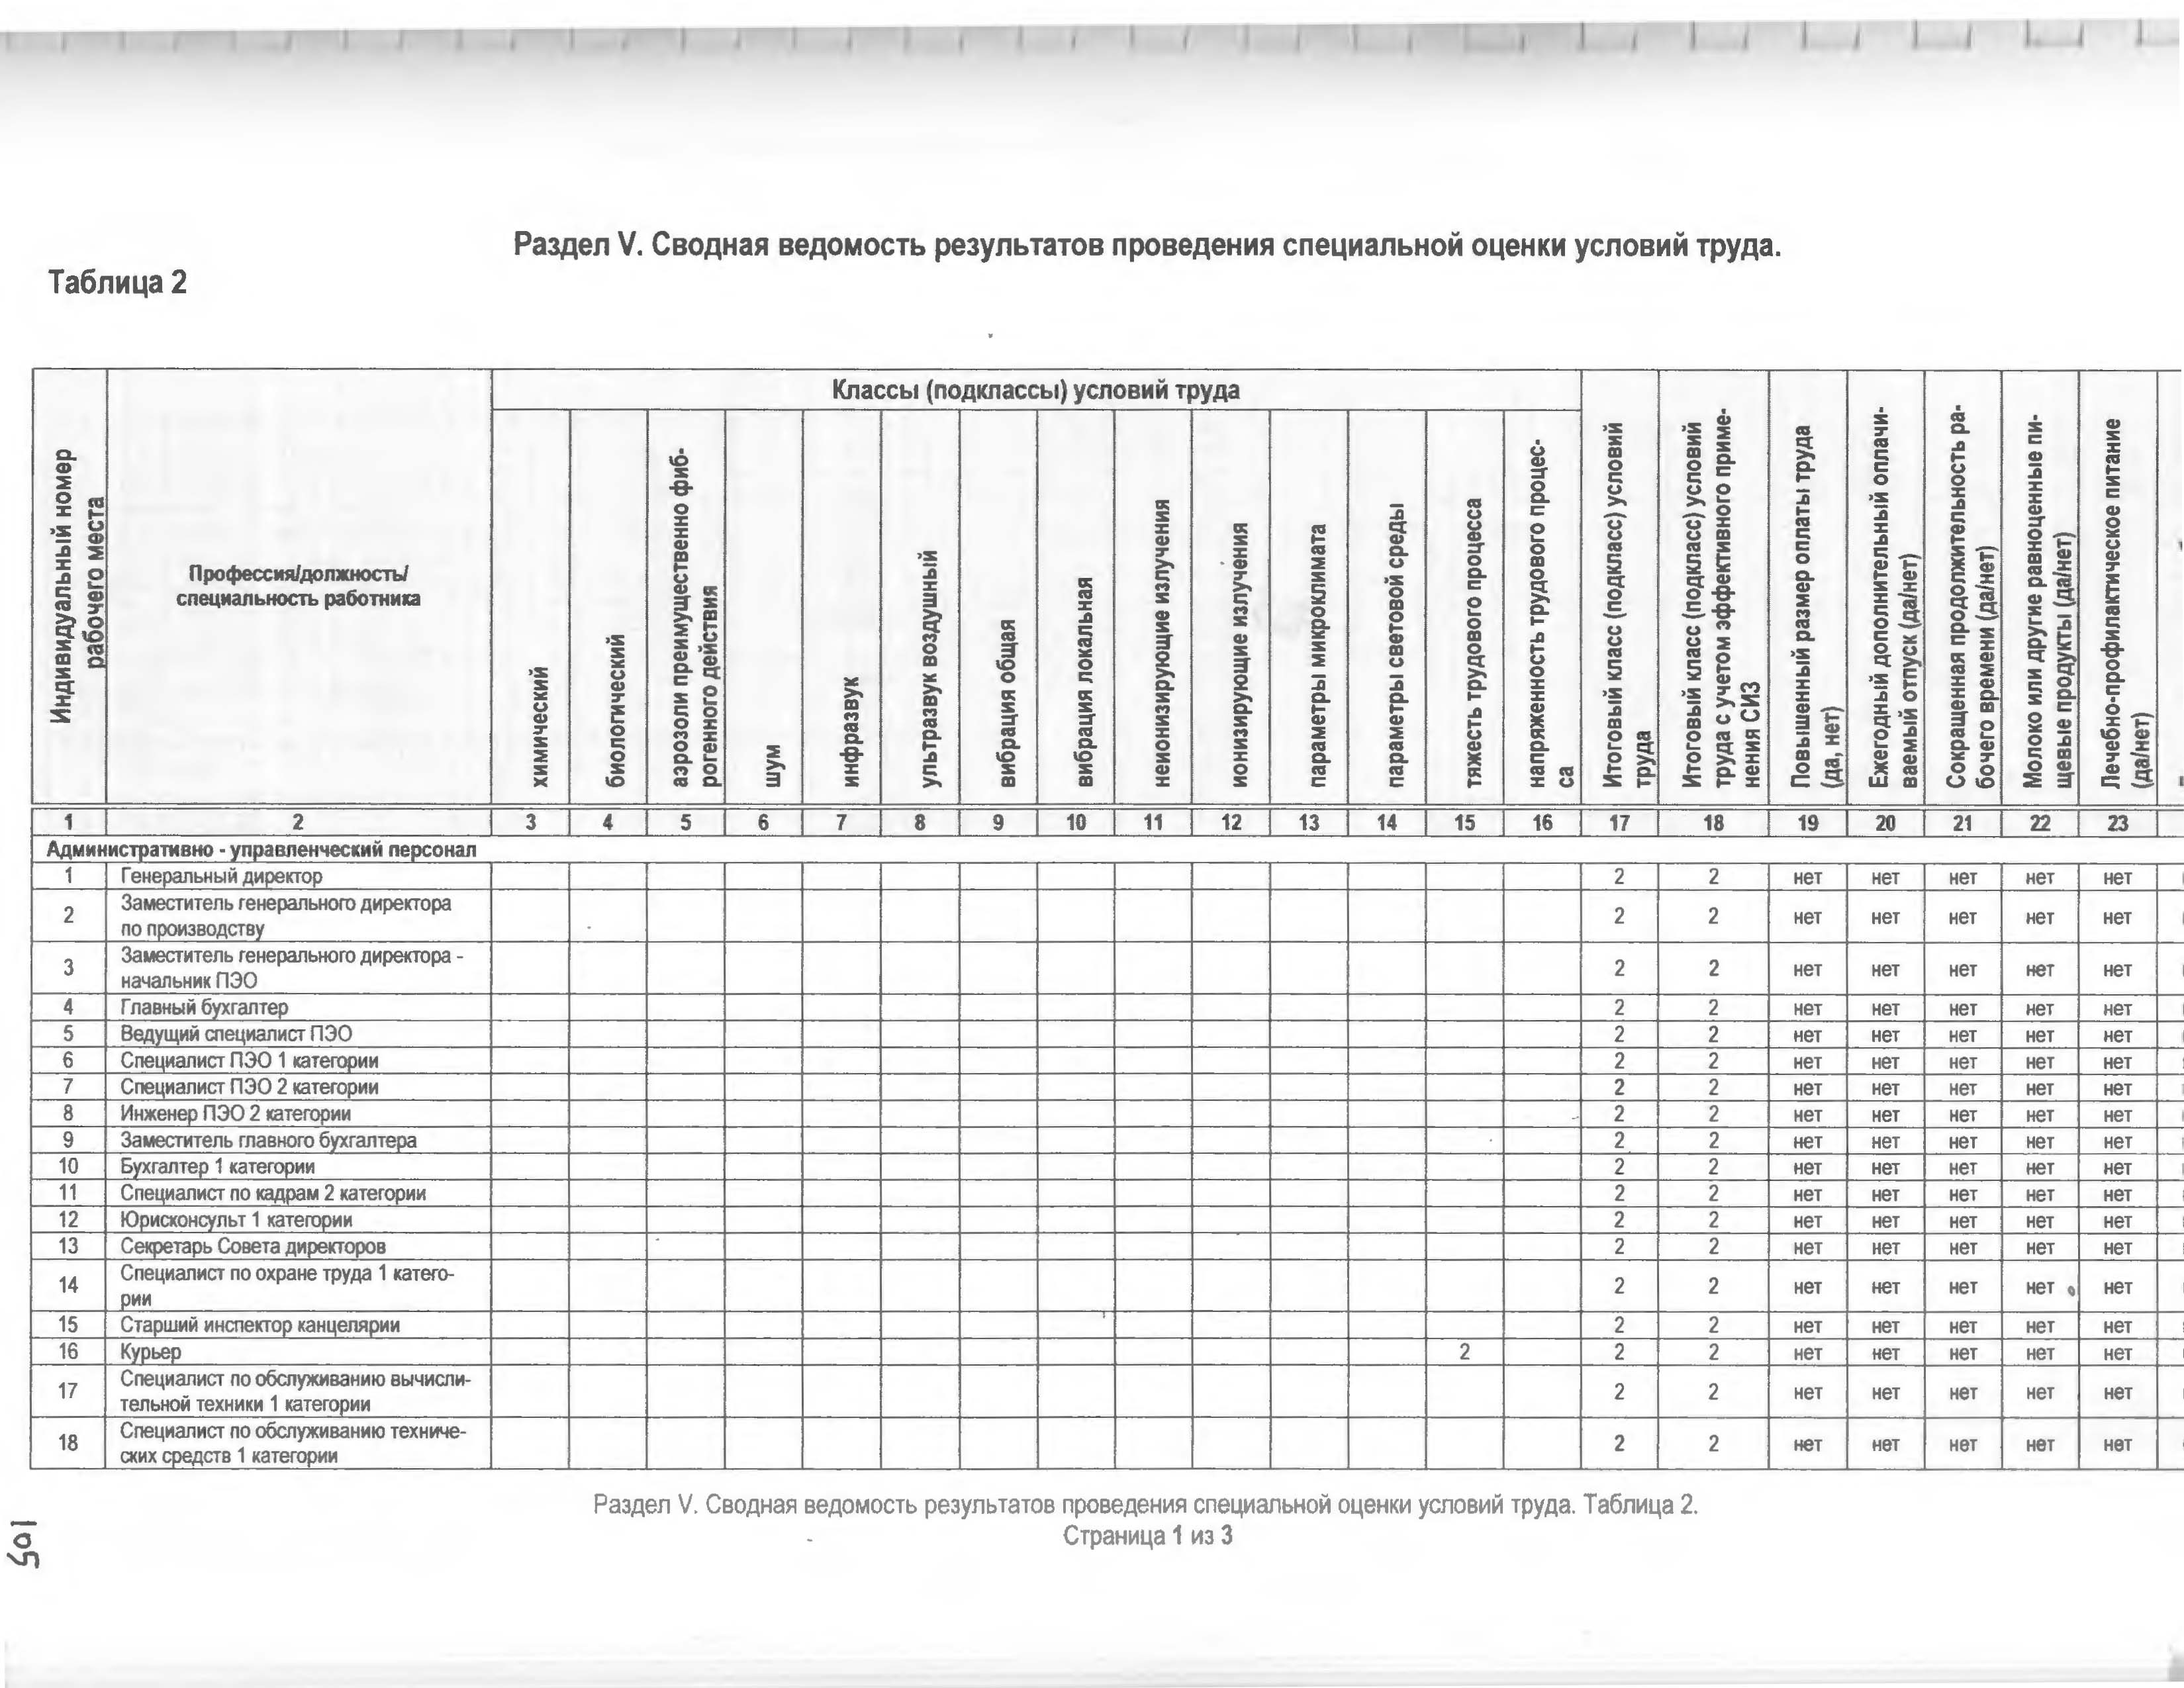 Раздел V. Сводная ведомость результатов проведения специальной оценки условий труда.
Таблица 2
Индивидуальный номер
рабочего места
Профессия/должность/
специальность работника
Классы (подклассы) условий труда
химический
биологический
аэрозоли преимущественно фиб-
рогенного действия
шум
инфразвук
ультразвук воздушный
вибрация общая
вибрация локальная
неионизирующие излучения
ионизирующие излучения
параметры микроклимата
параметры световой среды
тяжесть трудового процесса
напряженность трудового процес-
са
Итоговый класс (подкласс) условий
труда
Итоговый класс (подкласс) условий
труда с учетом эффективного приме-
нения СИЗ
Повышенный размер оплаты труда
(да, нет)
Ежегодный дополнительный оплачи-
ваемый отпуск (да/нет)
Сокращенная продолжительность ра-
бочего времени (да/нет)
Молоко или другие равноценные пи-
щевые продукты (да/нет)
Лечебно-профилактическое питание
(да/нет)
1 2 3 4 5 6 7 8 9 10 11 12 13 14 15 16 17 18 19 20 21 22 23
Административно - управленческий персонал
1 Генеральный директор 2 2 нет нет нет нет нет
2 Заместитель генерального директора
по производству 2 2 нет нет нет нет нет
3 Заместитель генерального директора -
начальник ПЭО 2 2 нет нет нет нет нет
4 Главный бухгалтер 2 2 нет нет нет нет нет
5 Ведущий специалист ПЭО 2 2 нет нет нет нет нет
6 Специалист ПЭО 1 категории 2 2 нет нет нет нет нет
7 Специалист ПЭО 2 категории 2 2 нет нет нет нет нет
8 Инженер ПЭО 2 категории 2 2 нет нет нет нет нет
9 Заместитель главного бухгалтера 2 2 нет нет нет нет нет
10 Бухгалтер 1 категории 2 2 нет нет нет нет нет
11 Специалист по кадрам 2 категории 2 2 нет нет нет нет нет
12 Юрисконсульт 1 категории 2 2 нет нет нет нет нет
13 Секретарь Совета директоров 2 2 нет нет нет нет нет
14 Специалист по охране труда 1 катего-
рии 2 2 нет нет нет нет нет
15 Старший инспектор канцелярии 2 2 нет нет нет нет нет
16 Курьер 2 2 2 нет нет нет нет нет
17 Специалист по обслуживанию вычисли-
тельной техники 1 категории 2 2 нет нет нет нет нет
18 Специалист по обслуживанию техниче-
ских средств 1 категории 2 2 нет нет нет нет нет
Раздел V. Сводная ведомость результатов проведения специальной оценки условий труда. Таблица 2.
Страница 1 из 3
105